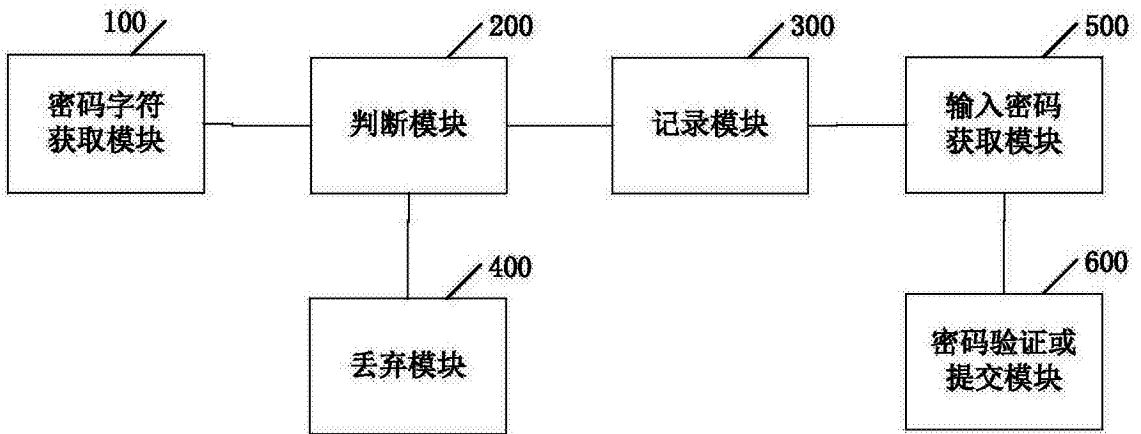 100
密码字符
获取模块
200
判断模块
300
记录模块
500
输入密码
获取模块
400
丢弃模块
600
密码验证或
提交模块